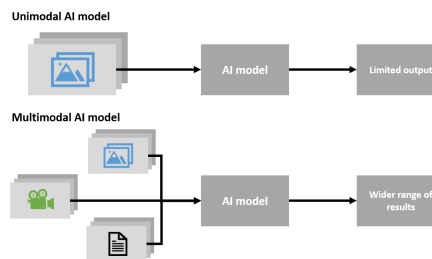 Unimodal AI model
AI model
Limited output
Multimodal AI model
AI model
Wider range of
results